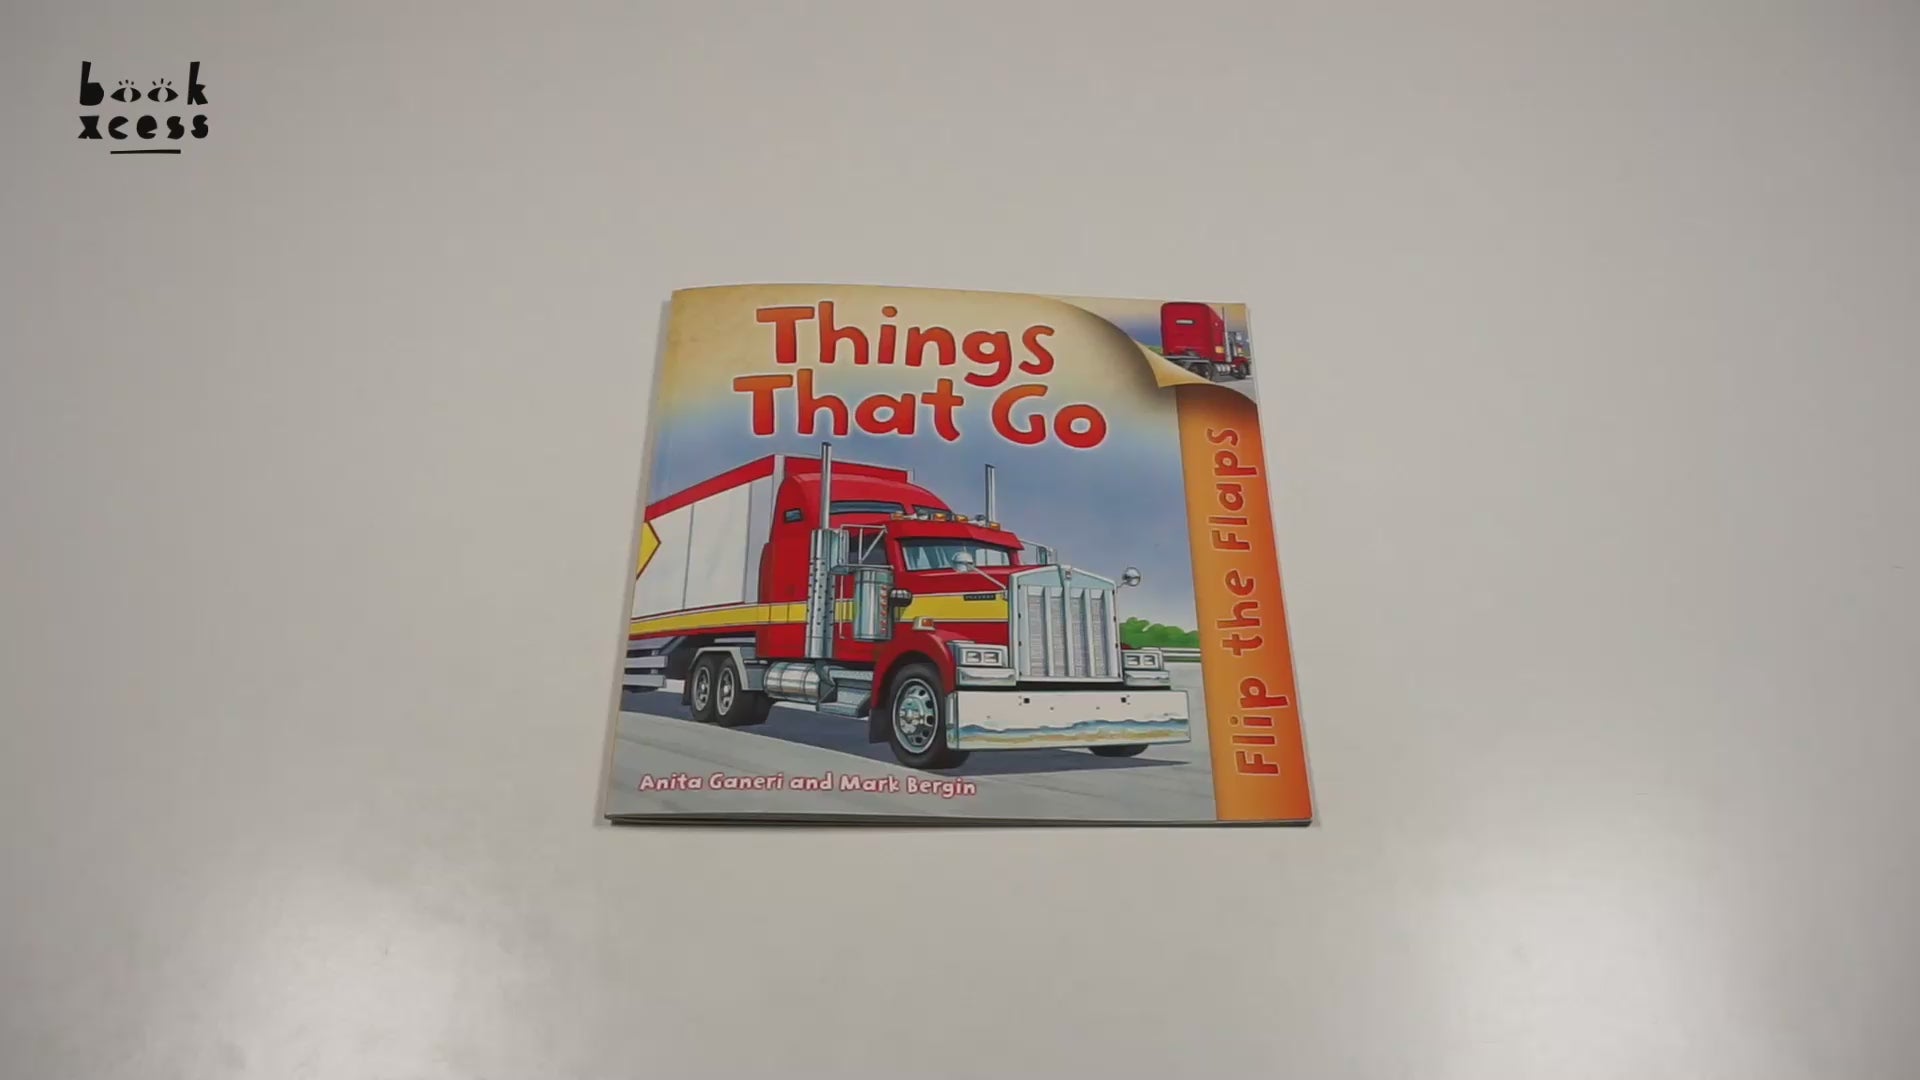 book
xcess
Things
That Go
Flip the Flaps
Anita Ganeri and Mark Bergin